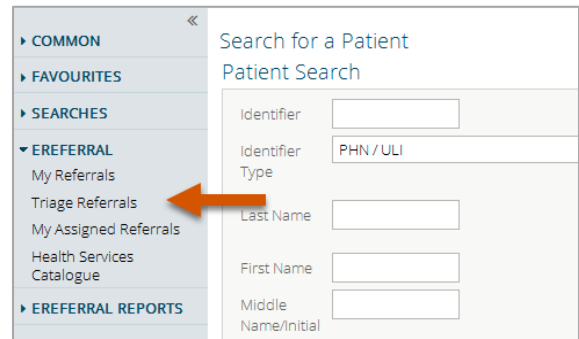 «
COMMON
FAVOURITES
SEARCHES
EREFERRAL
My Referrals
Triage Referrals
My Assigned Referrals
Health Services
Catalogue
EREFERRAL REPORTS
Search for a Patient
Patient Search
Identifier
Identifier
Type
PHN / ULI
Last Name
First Name
Middle
Name/Initial